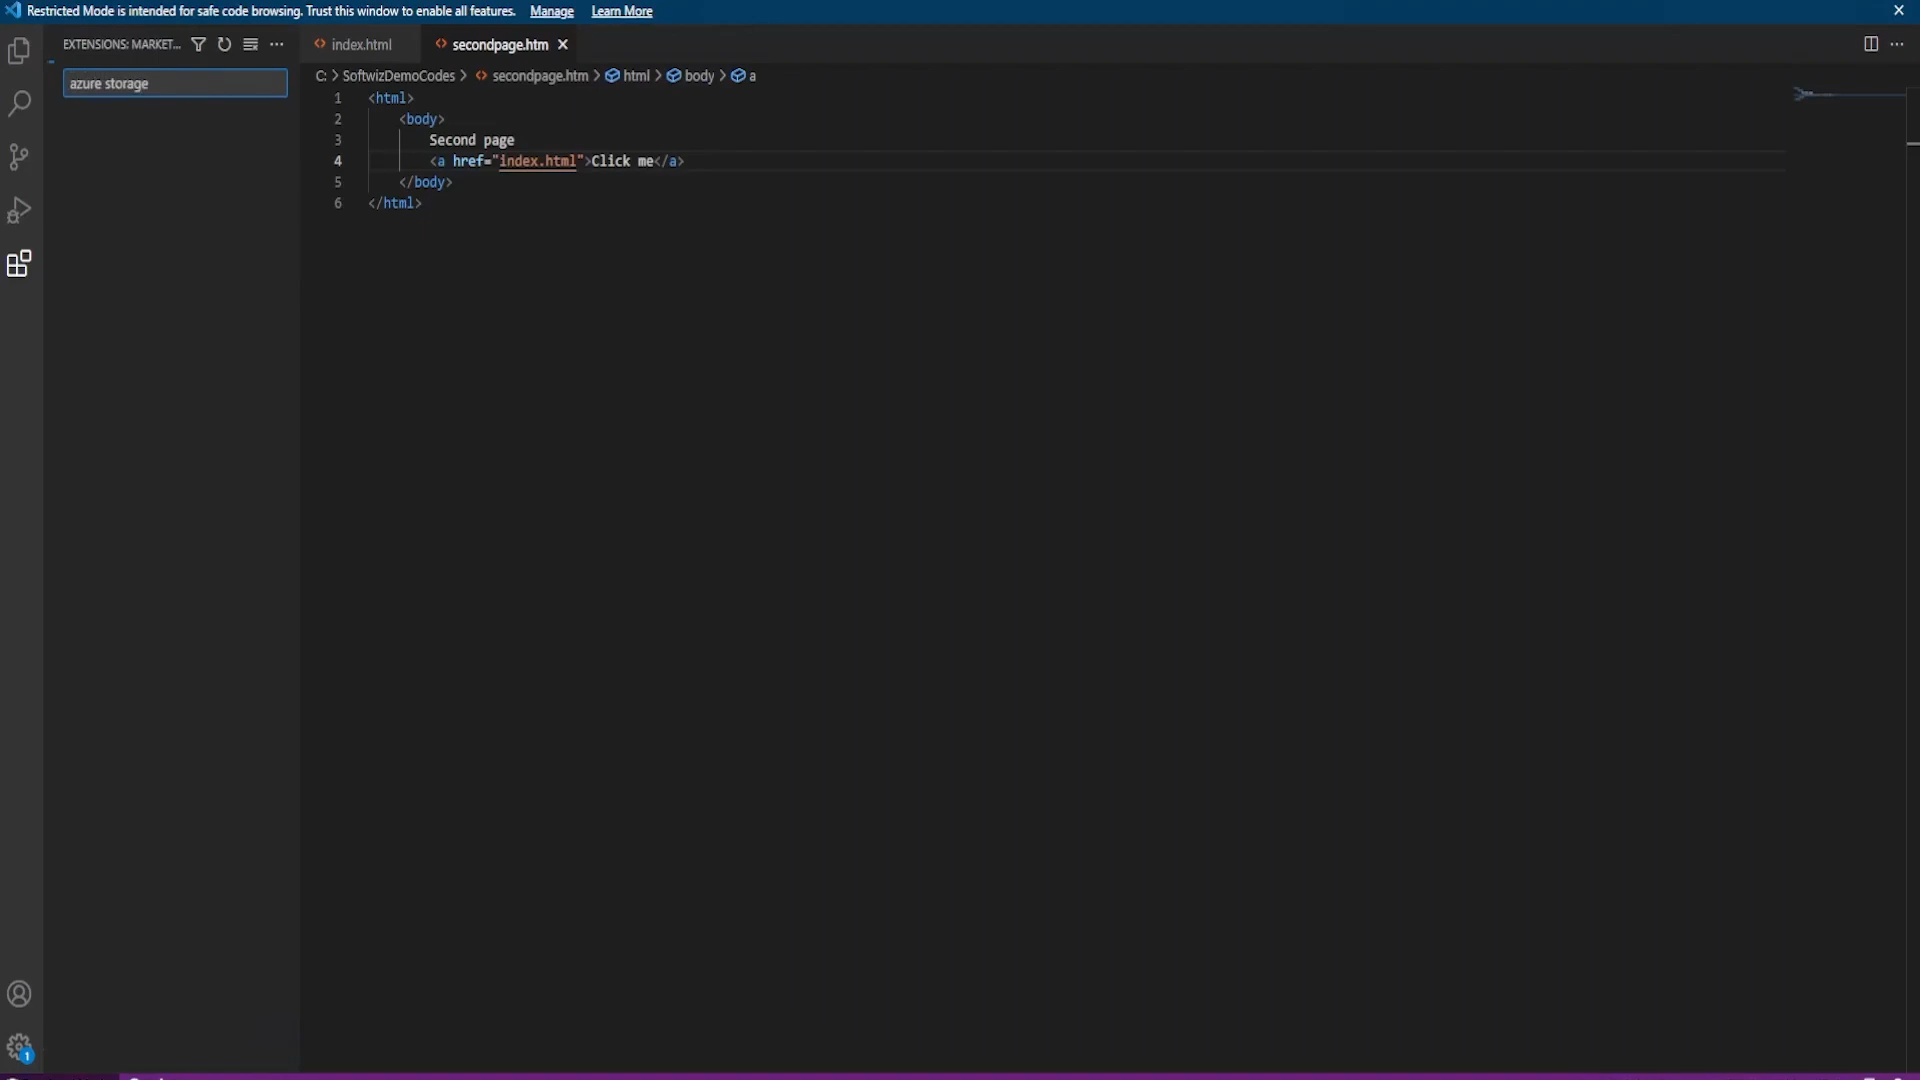 Restricted Mode is intended for safe code browsing. Trust this window to enable all features. Manage Learn More
EXTENSIONS: MARKET...
index.html
secondpage.htm
azure storage
C: > SoftwizDemoCodes > secondpage.htm > html > body > a
1 <html>
2 <body>
3 Second page
4 <a href="index.html">Click me</a>
5 </body>
6 </html>
1